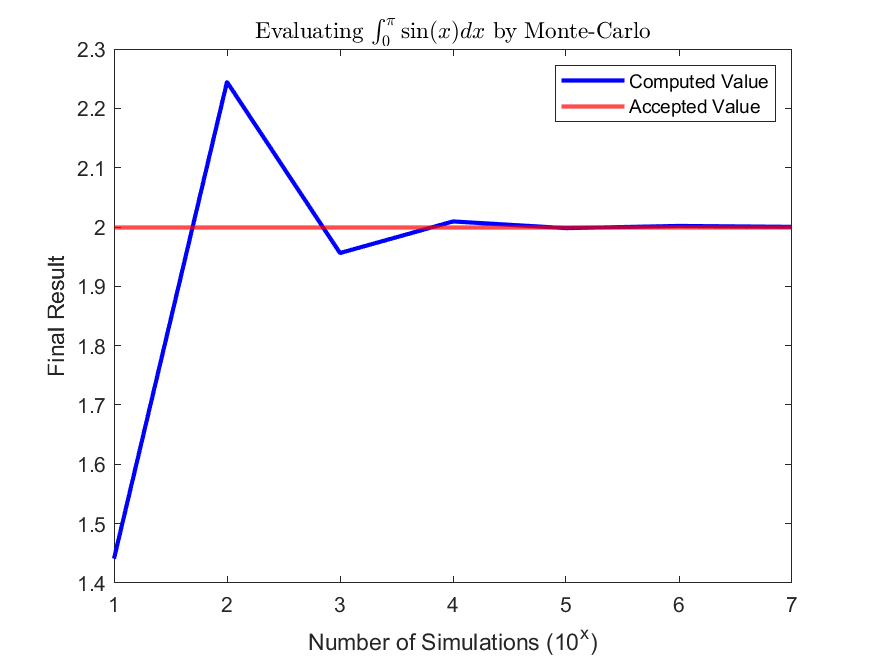 Evaluating ∫₀^π sin(x)dx by Monte-Carlo
Computed Value
Accepted Value
2.3
2.2
2.1
2
1.9
1.8
1.7
1.6
1.5
1.4
Final Result
1 2 3 4 5 6 7
Number of Simulations (10^x)